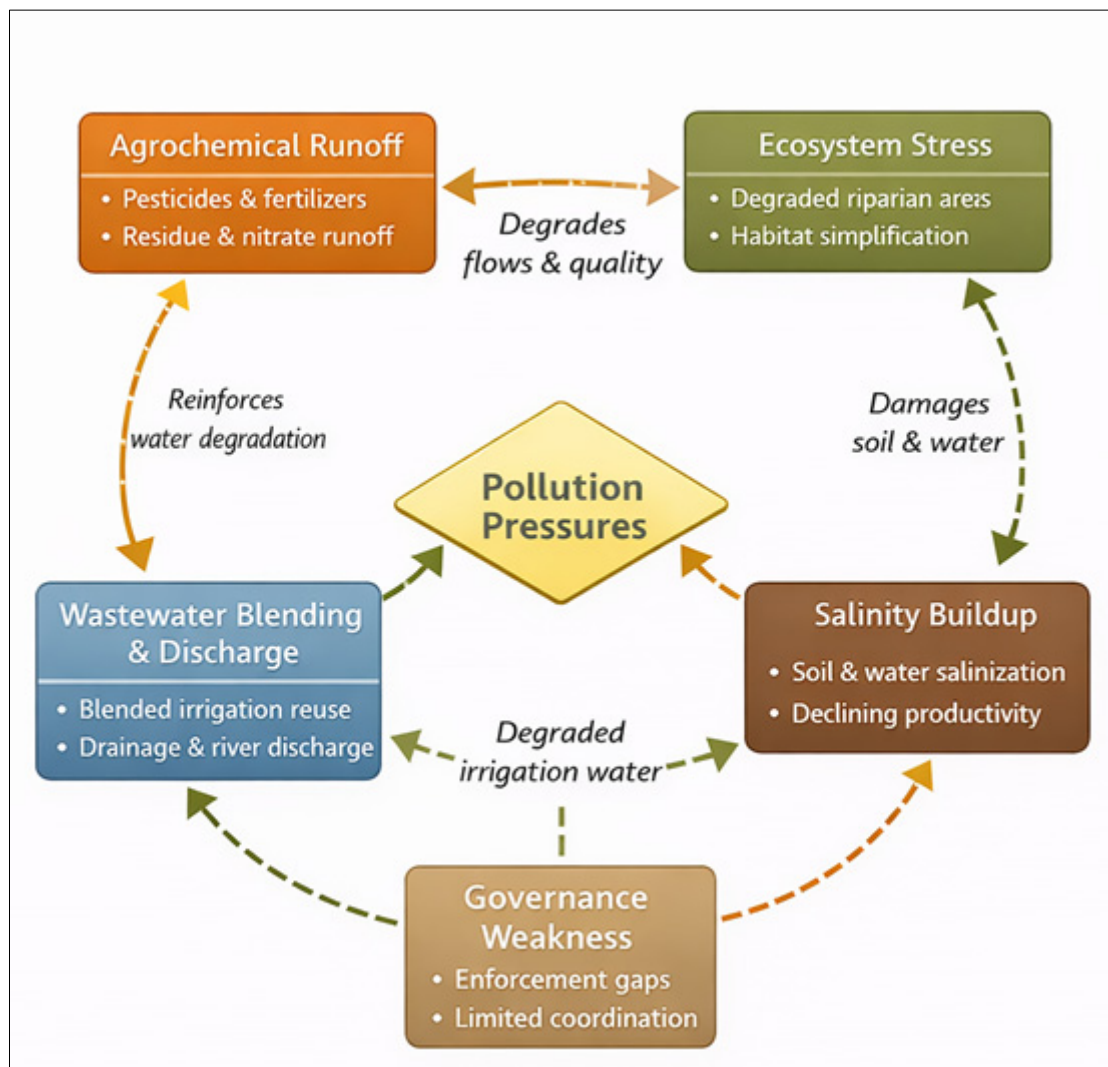 Agrochemical Runoff
• Pesticides & fertilizers
• Residue & nitrate runoff
Ecosystem Stress
• Degraded riparian areas
• Habitat simplification
Degrades
flows & quality
Reinforces
water degradation
Damages
soil & water
Pollution
Pressures
Wastewater Blending
& Discharge
• Blended irrigation reuse
• Drainage & river discharge
Salinity Buildup
• Soil & water salinization
• Declining productivity
Degraded
irrigation water
Governance
Weakness
• Enforcement gaps
• Limited coordination